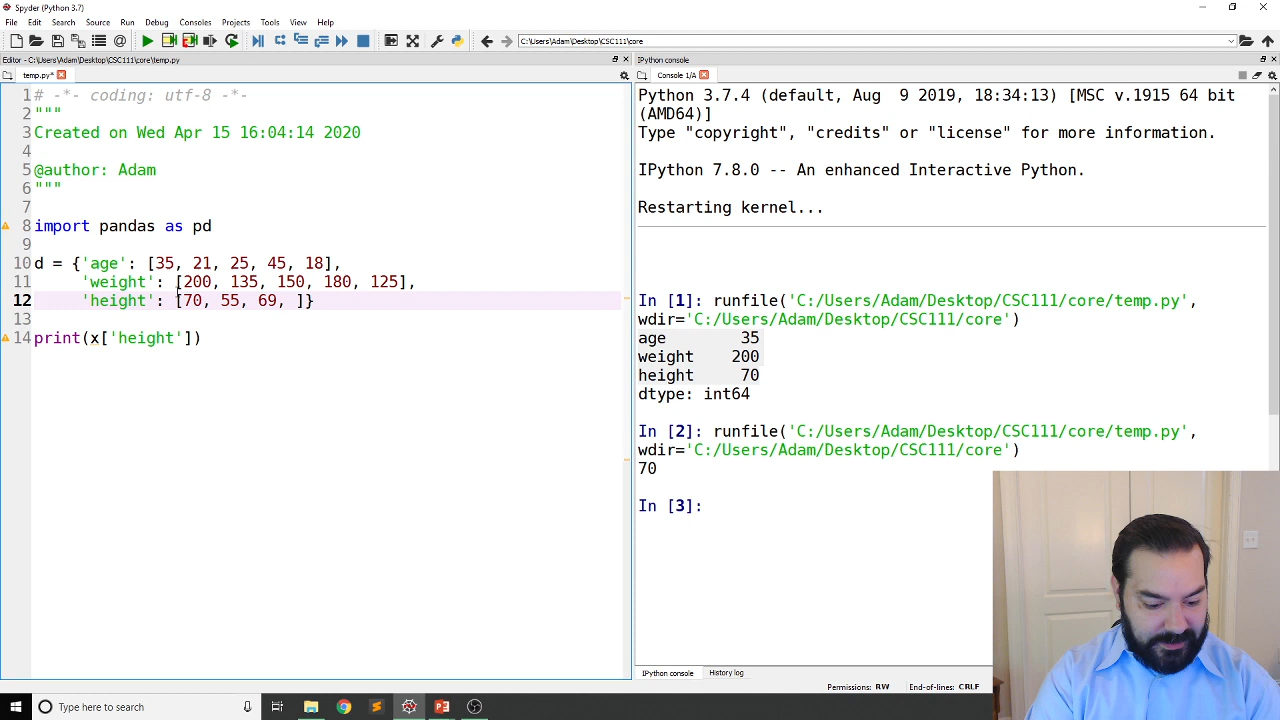 Spyder (Python 3.7)
File Edit Search Source Run Debug Consoles Projects Tools View Help
C:\Users\Adam\Desktop\CSC111\core
Editor - C:\Users\Adam\Desktop\CSC111\core\temp.py
temp.py*
1 # -*- coding: utf-8 -*-
2 """
3 Created on Wed Apr 15 16:04:14 2020
4
5 @author: Adam
6 """
7
8 import pandas as pd
9
10 d = {'age': [35, 21, 25, 45, 18],
11 'weight': [200, 135, 150, 180, 125],
12 'height': [70, 55, 69, ]}
13
14 print(x['height'])
IPython console
Console 1/A
Python 3.7.4 (default, Aug 9 2019, 18:34:13) [MSC v.1915 64 bit
(AMD64)]
Type "copyright", "credits" or "license" for more information.
IPython 7.8.0 -- An enhanced Interactive Python.
Restarting kernel...
In [1]: runfile('C:/Users/Adam/Desktop/CSC111/core/temp.py',
wdir='C:/Users/Adam/Desktop/CSC111/core')
age 35
weight 200
height 70
dtype: int64
In [2]: runfile('C:/Users/Adam/Desktop/CSC111/core/temp.py',
wdir='C:/Users/Adam/Desktop/CSC111/core')
70
In [3]:
IPython console History log
Permissions: RW End-of-lines: CRLF
Type here to search